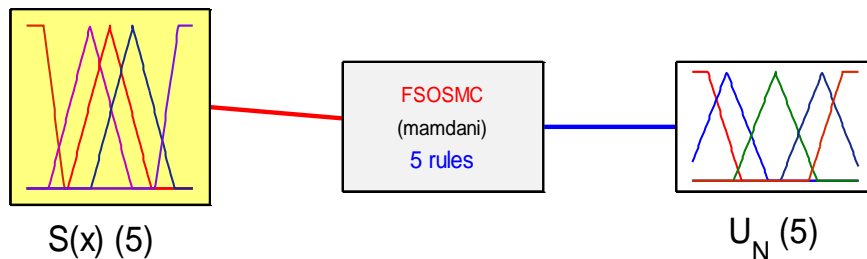 FSOSMC
(mamdani)
5 rules
S(x) (5)
U_N (5)